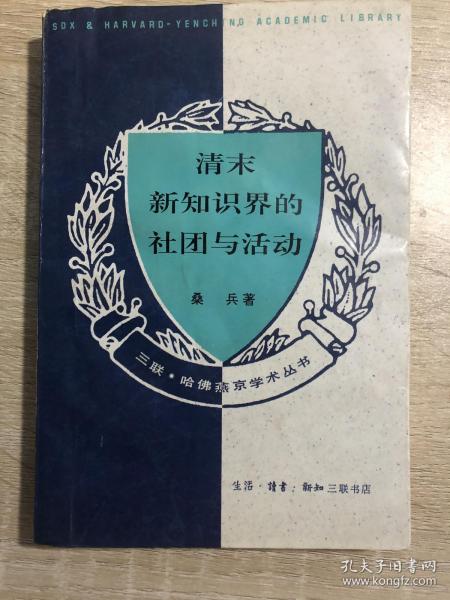 SDX & HARVARD-YENCHING ACADEMIC LIBRARY
清末
新知识界的
社团与活动
桑 兵著
三联·哈佛燕京学术丛书
生活·讀書·新知三联书店
孔夫子旧书网
www.kongfz.com